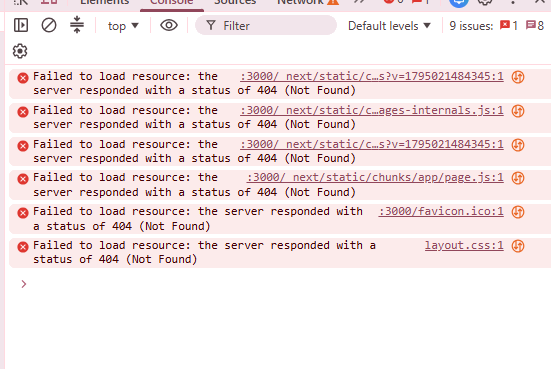 Elements Console Sources Network
top Filter Default levels 9 issues: 1 8
Failed to load resource: the :3000/_next/static/c…s?v=1795021484345:1
server responded with a status of 404 (Not Found)
Failed to load resource: the :3000/_next/static/c…ages-internals.js:1
server responded with a status of 404 (Not Found)
Failed to load resource: the :3000/_next/static/c…s?v=1795021484345:1
server responded with a status of 404 (Not Found)
Failed to load resource: the :3000/_next/static/chunks/app/page.js:1
server responded with a status of 404 (Not Found)
Failed to load resource: the server responded with :3000/favicon.ico:1
a status of 404 (Not Found)
Failed to load resource: the server responded with a layout.css:1
status of 404 (Not Found)